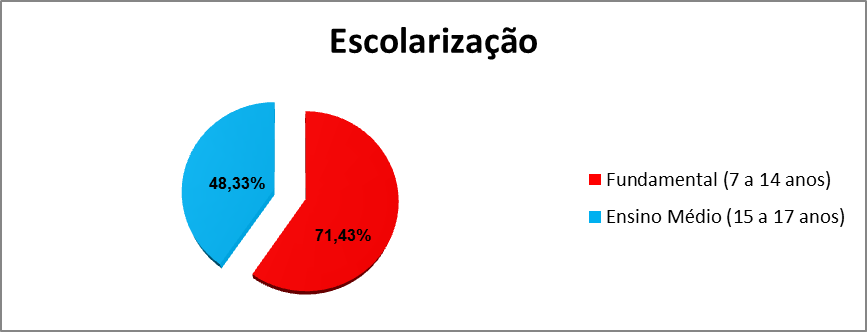 Escolarização
48,33%
71,43%
Fundamental (7 a 14 anos)
Ensino Médio (15 a 17 anos)